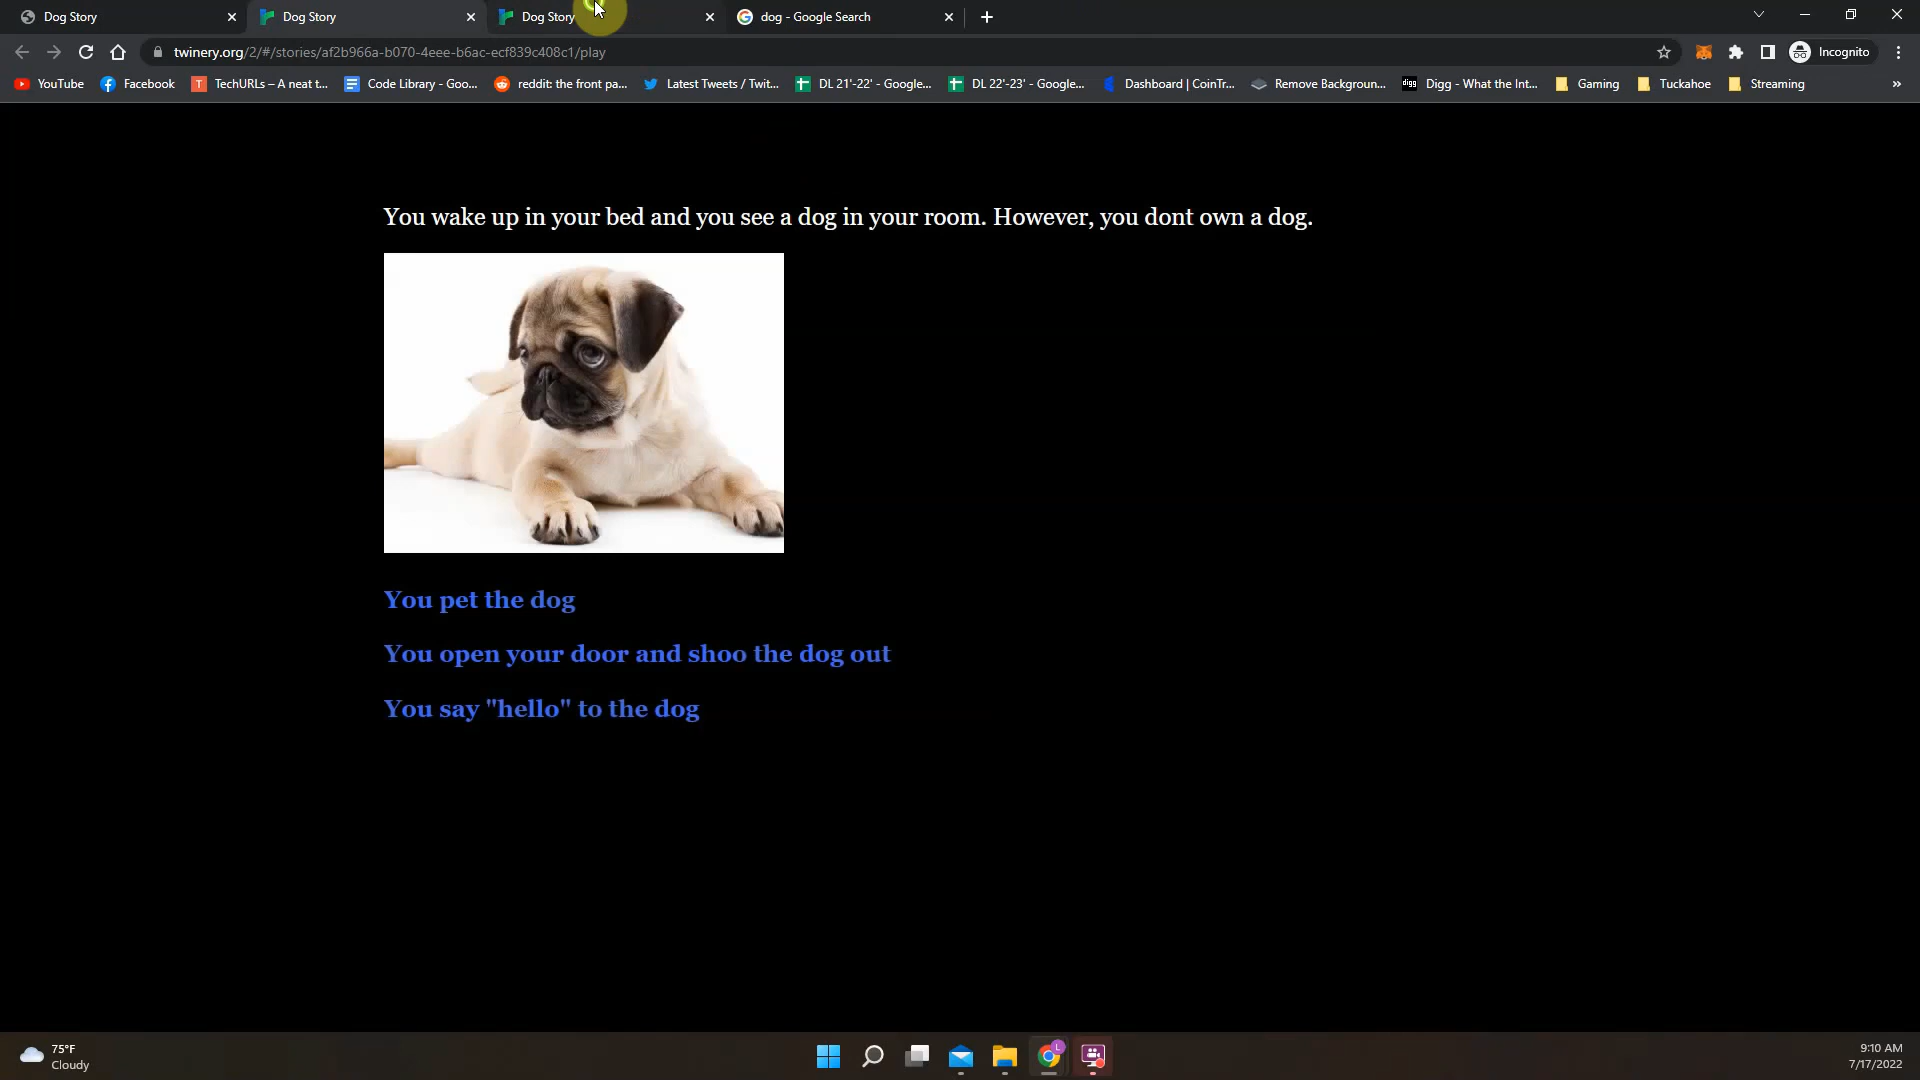 Dog Story
Dog Story
Dog Story
dog - Google Search
twinery.org/2/#/stories/af2b966a-b070-4eee-b6ac-ecf839c408c1/play
Incognito
YouTube
Facebook
TechURLs – A neat t...
Code Library - Goo...
reddit: the front pa...
Latest Tweets / Twit...
DL 21'-22' - Google...
DL 22'-23' - Google...
Dashboard | CoinTr...
Remove Backgroun...
digg
Digg - What the Int...
Gaming
Tuckahoe
Streaming
»
You wake up in your bed and you see a dog in your room. However, you dont own a dog.
You pet the dog
You open your door and shoo the dog out
You say "hello" to the dog
75°F
Cloudy
L
9:10 AM
7/17/2022